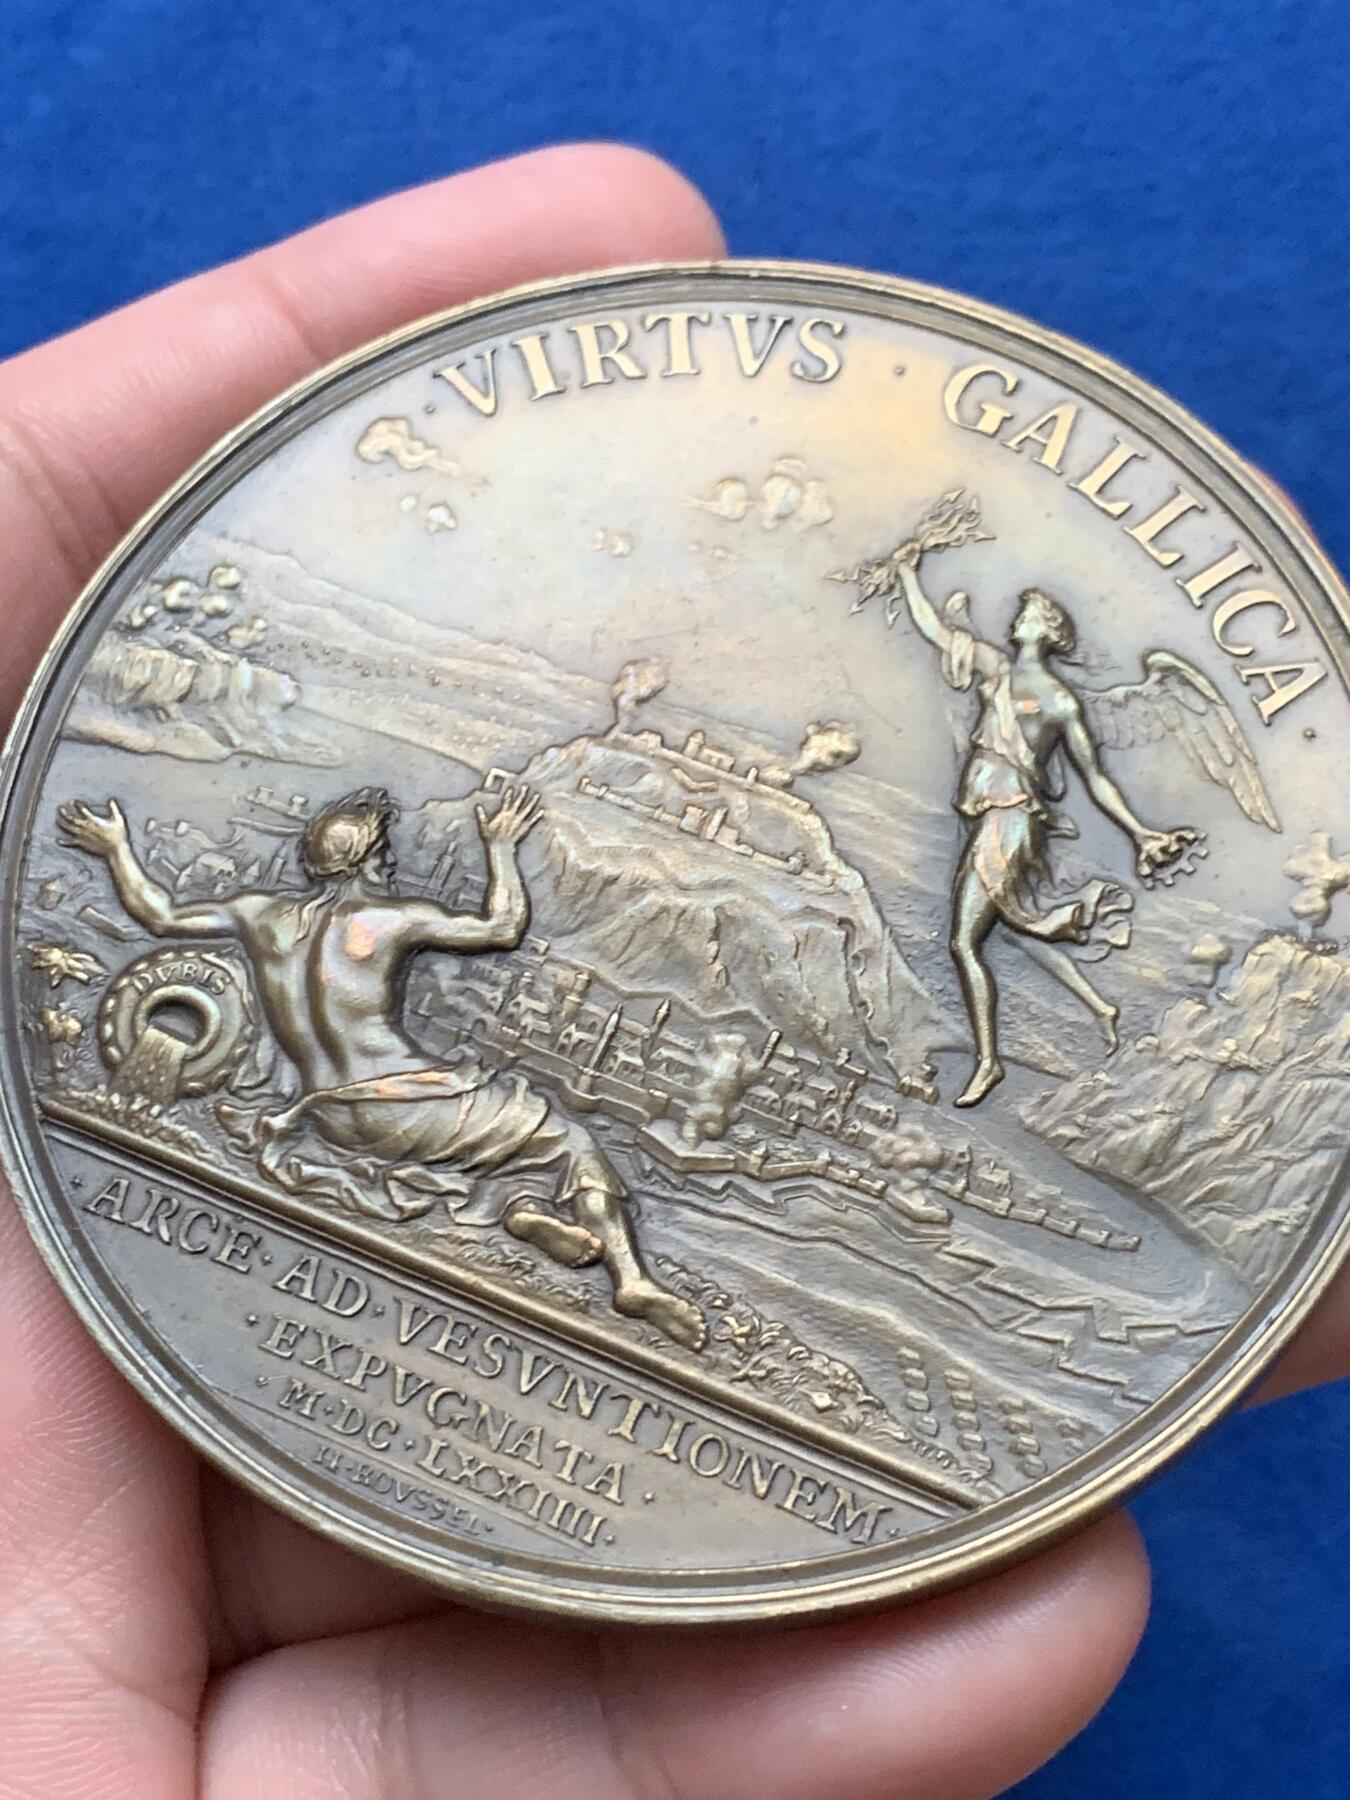 · VIRTVS · GALLICA ·
DVBIS
· ARCE · AD · VESVNTIONEM ·
· EXPVGNATA ·
· M · DC · LXXIIII ·
H · ROVSSEL ·